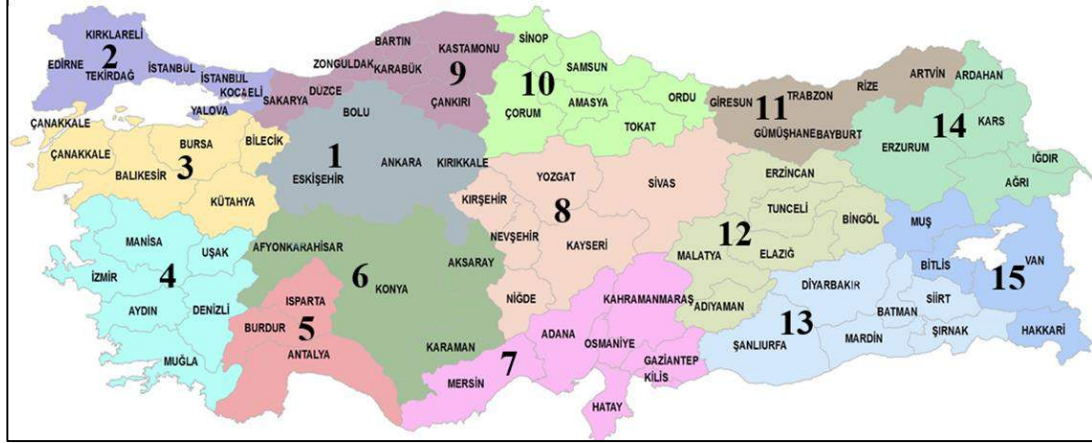 KIRKLARELİ
EDİRNE
2
TEKİRDAĞ
İSTANBUL
İSTANBUL
KOCAELİ
YALOVA
SAKARYA
DÜZCE
ZONGULDAK
BARTIN
KARABÜK
KASTAMONU
9
ÇANKIRI
SİNOP
SAMSUN
10
ÇORUM
AMASYA
ORDU
TOKAT
GİRESUN
11
TRABZON
RİZE
ARTVİN
GÜMÜŞHANE
BAYBURT
ARDAHAN
KARS
14
ERZURUM
IĞDIR
AĞRI
ÇANAKKALE
ÇANAKKALE
BURSA
BİLECİK
BALIKESİR
3
KÜTAHYA
BOLU
1
ANKARA
KIRIKKALE
ESKİŞEHİR
YOZGAT
SİVAS
KIRŞEHİR
8
NEVŞEHİR
KAYSERİ
NİĞDE
ERZİNCAN
TUNCELİ
BİNGÖL
12
MALATYA
ELAZIĞ
ADIYAMAN
MUŞ
BİTLİS
VAN
15
HAKKARİ
MANİSA
UŞAK
İZMİR
4
AYDIN
DENİZLİ
MUĞLA
AFYONKARAHİSAR
6
AKSARAY
KONYA
KARAMAN
ISPARTA
BURDUR
5
ANTALYA
KAHRAMANMARAŞ
ADANA
OSMANİYE
7
MERSİN
GAZİANTEP
KİLİS
HATAY
DİYARBAKIR
BATMAN
SİİRT
13
ŞANLIURFA
MARDİN
ŞIRNAK